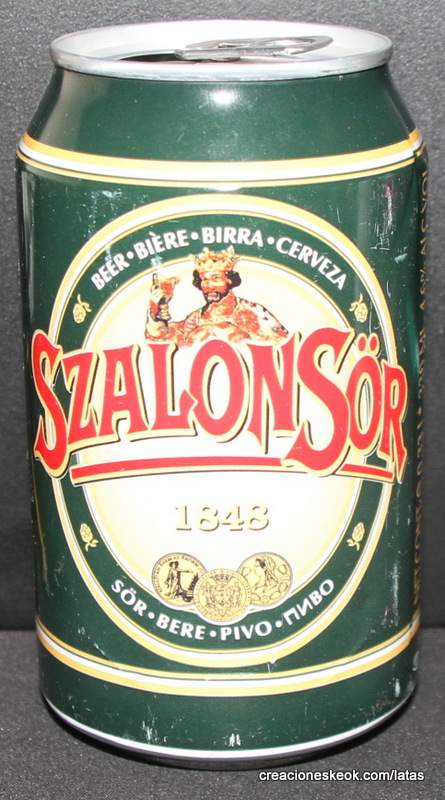 BEER • BIÈRE • BIRRA • CERVEZA
SZALONSÖR
1848
SÖR • BERE • PIVO • ПИВО
creacioneskeok.com/latas